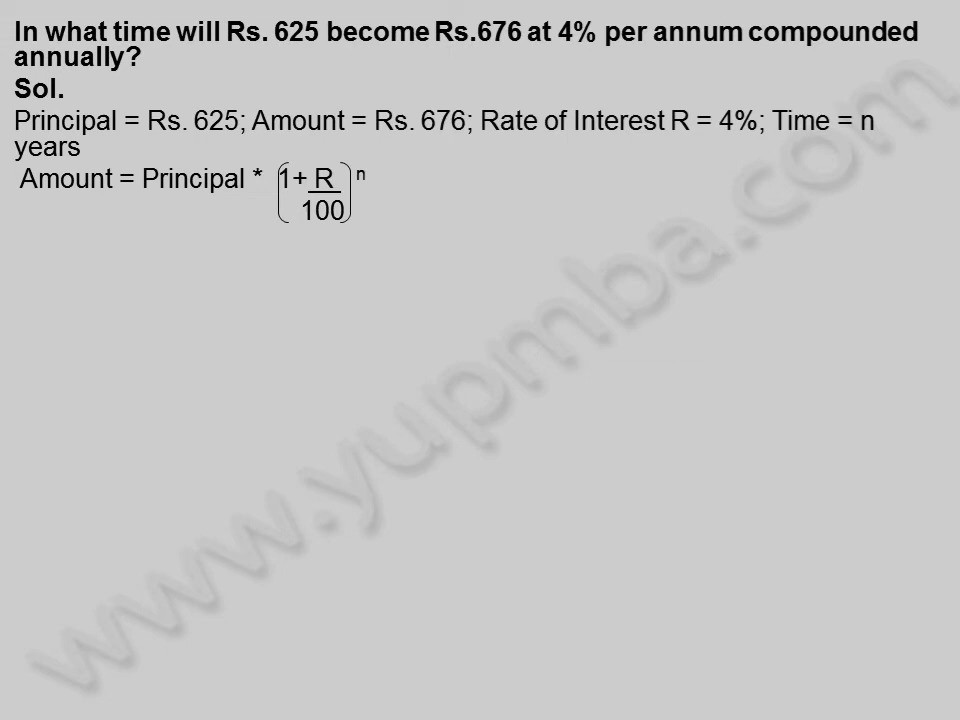 In what time will Rs. 625 become Rs.676 at 4% per annum compounded
annually?
Sol.
Principal = Rs. 625; Amount = Rs. 676; Rate of Interest R = 4%; Time = n
years
Amount = Principal * (1+ R )n
100
www.yupmba.com